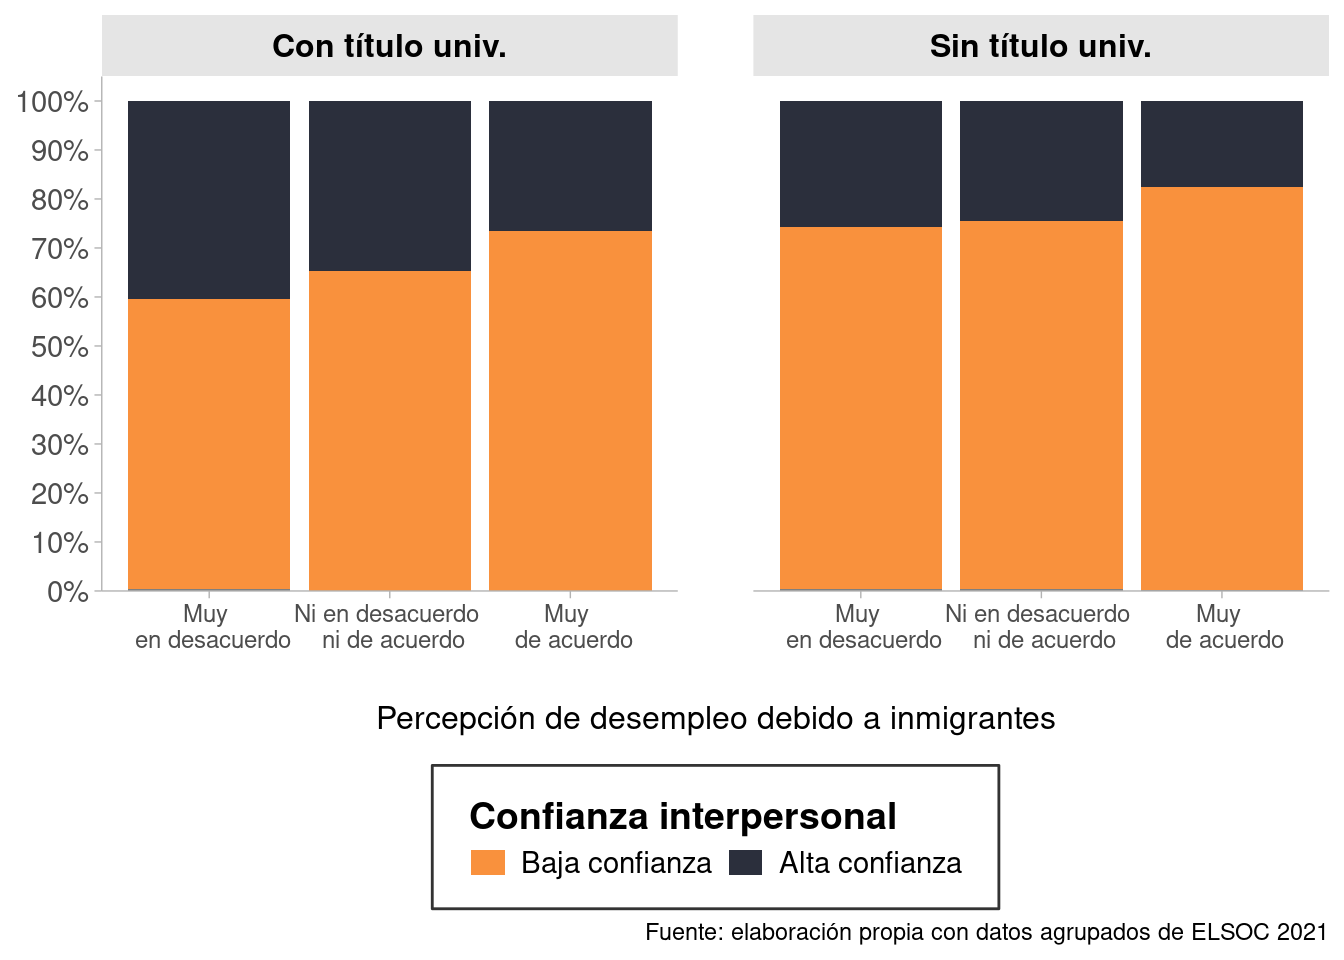 Con título univ.
Sin título univ.
100%
90%
80%
70%
60%
50%
40%
30%
20%
10%
0%
Muy
en desacuerdo
Ni en desacuerdo
ni de acuerdo
Muy
de acuerdo
Muy
en desacuerdo
Ni en desacuerdo
ni de acuerdo
Muy
de acuerdo
Percepción de desempleo debido a inmigrantes
Confianza interpersonal
Baja confianza
Alta confianza
Fuente: elaboración propia con datos agrupados de ELSOC 2021